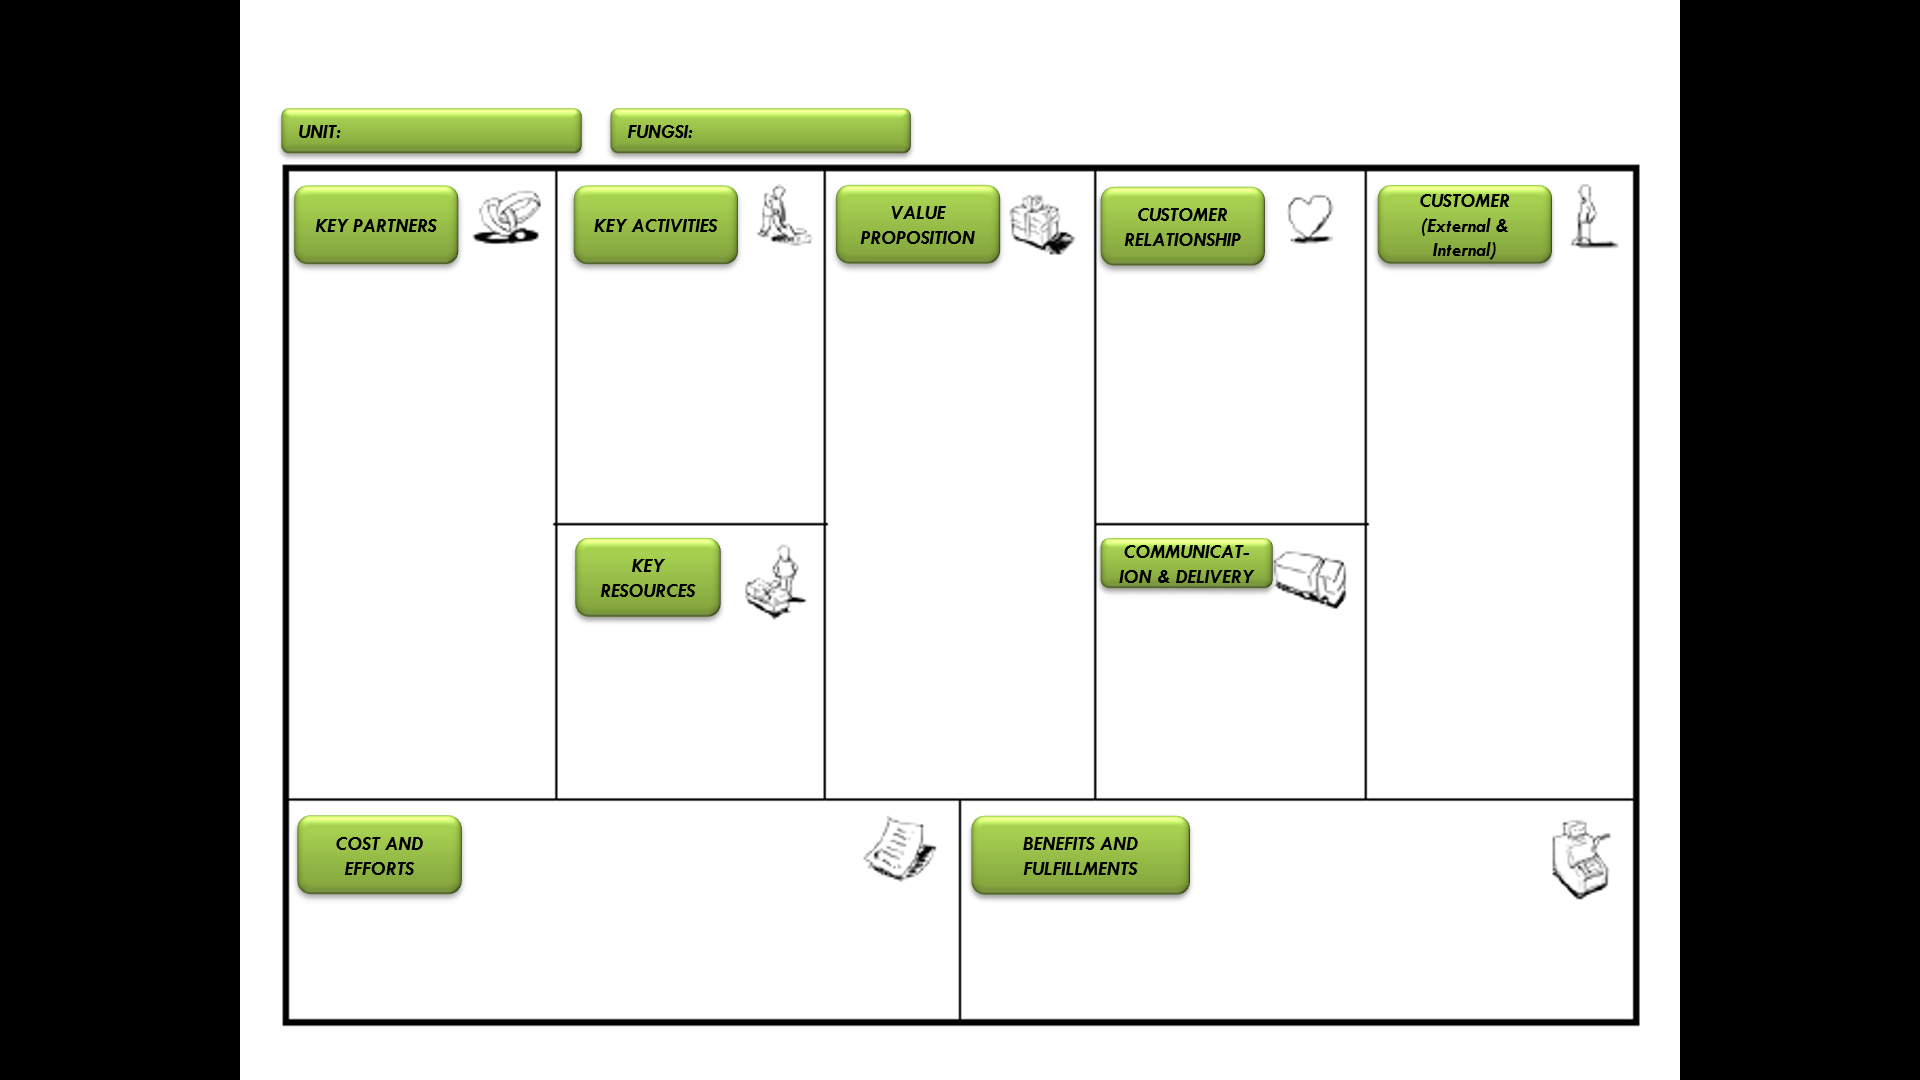 UNIT:
FUNGSI:
KEY PARTNERS
KEY ACTIVITIES
VALUE
PROPOSITION
CUSTOMER
RELATIONSHIP
CUSTOMER
(External &
Internal)
KEY
RESOURCES
COMMUNICAT-
ION & DELIVERY
COST AND
EFFORTS
BENEFITS AND
FULFILLMENTS